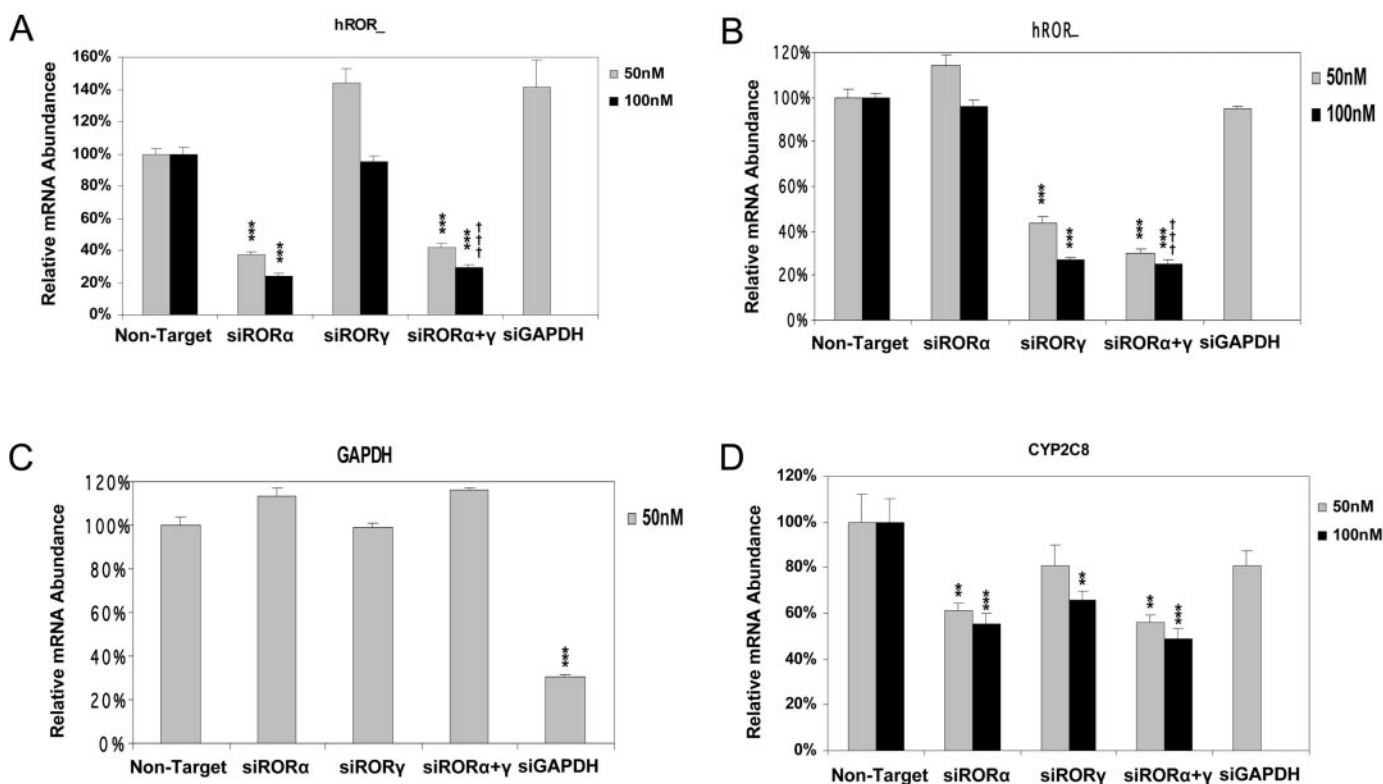 A
hROR_
Relative mRNA Abundancee
160%
140%
120%
100%
80%
60%
40%
20%
0%
***
***
***
***
†††
50nM
100nM
Non-Target siRORα siRORγ siRORα+γ siGAPDH
B
hROR_
Relative mRNA Abundance
120%
100%
80%
60%
40%
20%
0%
***
***
***
***
†††
50nM
100nM
Non-Target siRORα siRORγ siRORα+γ siGAPDH
C
GAPDH
Relative mRNA Abundance
120%
100%
80%
60%
40%
20%
0%
***
50nM
Non-Target siRORα siRORγ siRORα+γ siGAPDH
D
CYP2C8
Relative mRNA Abundance
120%
100%
80%
60%
40%
20%
0%
**
***
**
**
***
50nM
100nM
Non-Target siRORα siRORγ siRORα+γ siGAPDH